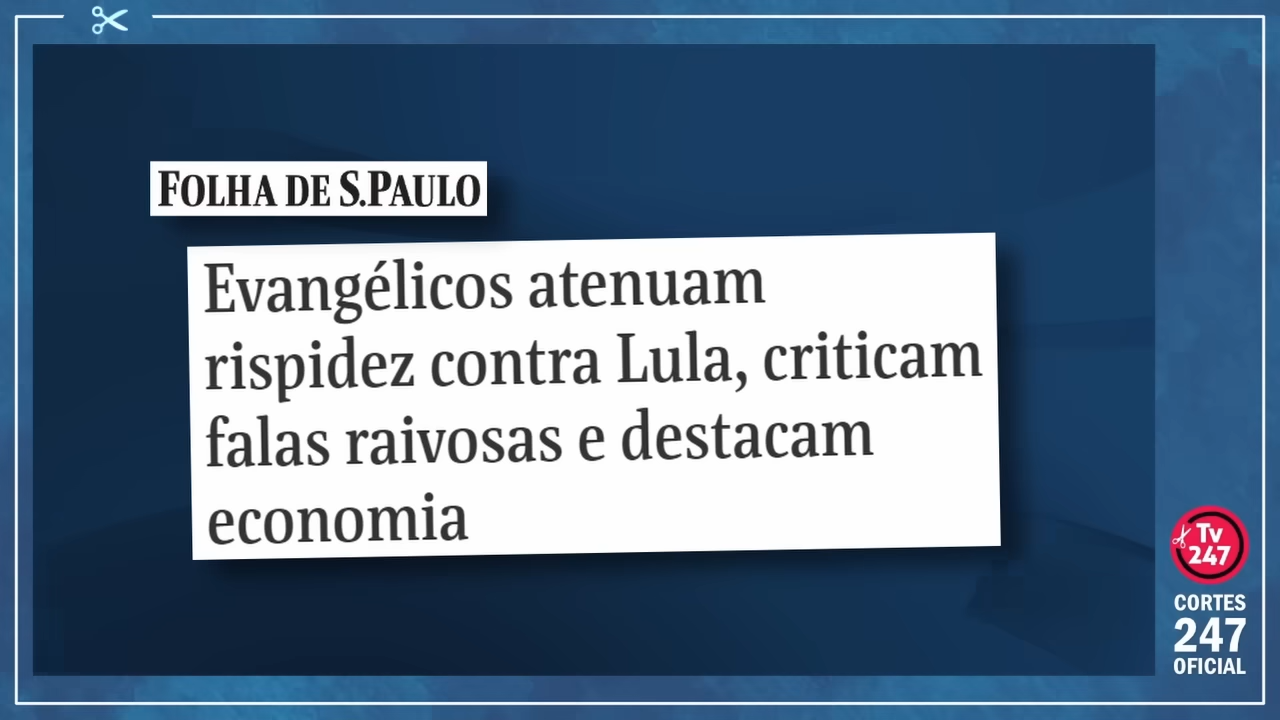 FOLHA DE S.PAULO
Evangélicos atenuam
rispidez contra Lula, criticam
falas raivosas e destacam
economia
Tv
247
CORTES
247
OFICIAL